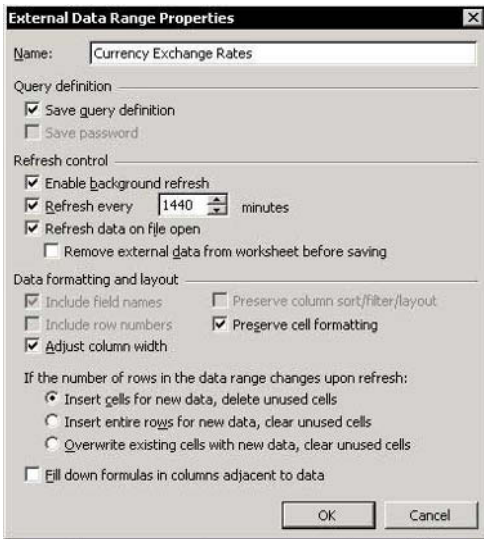 External Data Range Properties
Name: Currency Exchange Rates
Query definition
Save query definition
Save password
Refresh control
Enable background refresh
Refresh every 1440 minutes
Refresh data on file open
Remove external data from worksheet before saving
Data formatting and layout
Include field names Preserve column sort/filter/layout
Include row numbers Preserve cell formatting
Adjust column width
If the number of rows in the data range changes upon refresh:
Insert cells for new data, delete unused cells
Insert entire rows for new data, clear unused cells
Overwrite existing cells with new data, clear unused cells
Fill down formulas in columns adjacent to data
OK Cancel